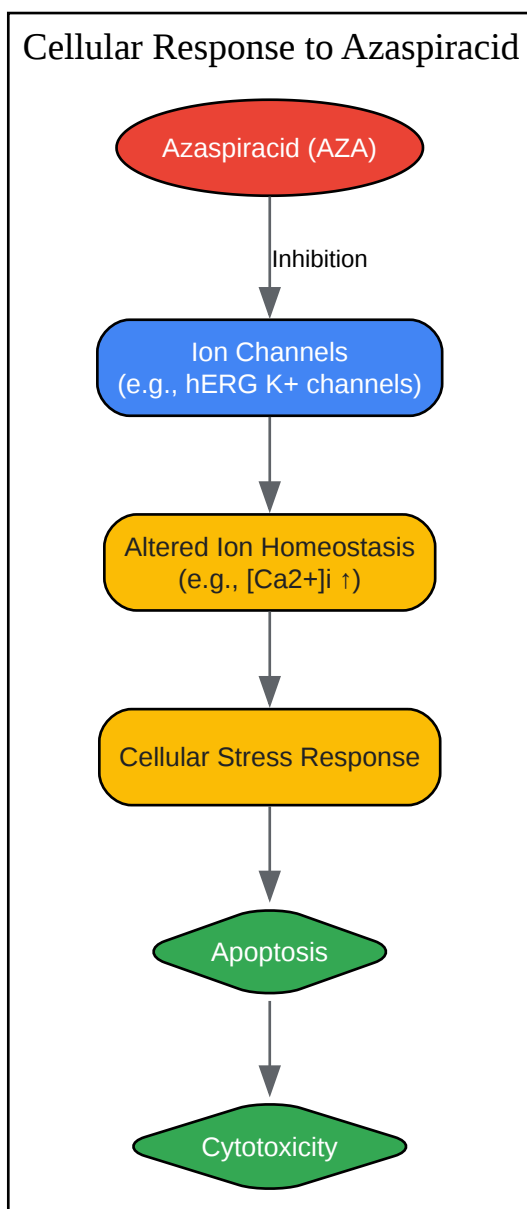 Cellular Response to Azaspiracid
Azaspiracid (AZA)
Inhibition
Ion Channels
(e.g., hERG K+ channels)
Altered Ion Homeostasis
(e.g., [Ca2+]i ↑)
Cellular Stress Response
Apoptosis
Cytotoxicity